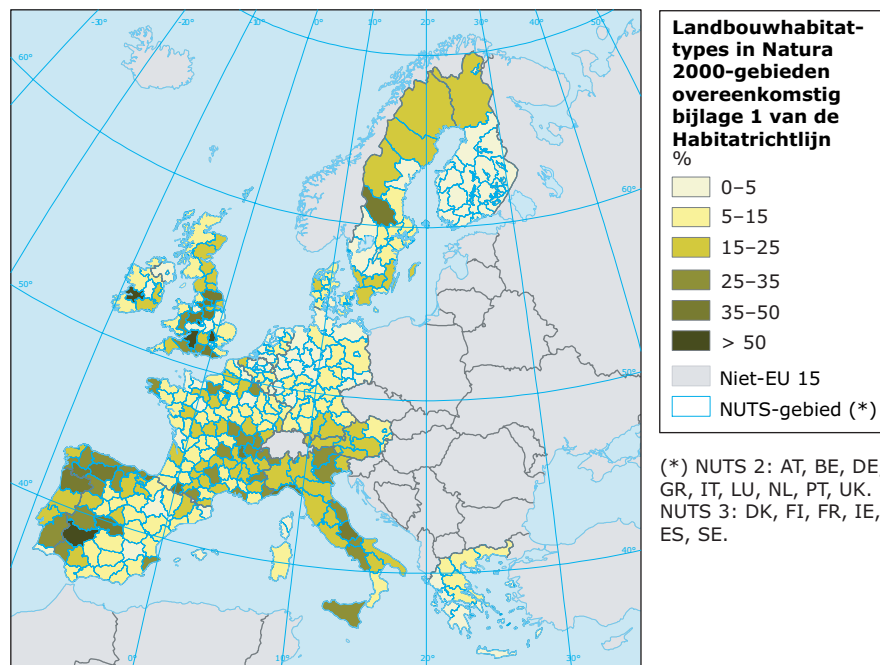 -30°
-20°
-10°
0°
10°
20°
30°
40°
50°
60°
60°
60°
50°
50°
40°
40°
0°
10°
20°
30°
Landbouwhabitat-
types in Natura
2000-gebieden
overeenkomstig
bijlage 1 van de
Habitatrichtlijn
%
0–5
5–15
15–25
25–35
35–50
> 50
Niet-EU 15
NUTS-gebied (*)
(*) NUTS 2: AT, BE, DE,
GR, IT, LU, NL, PT, UK.
NUTS 3: DK, FI, FR, IE,
ES, SE.